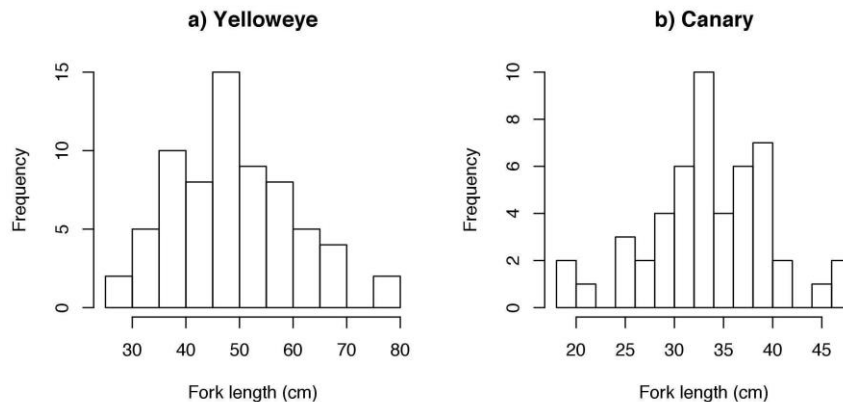 a) Yelloweye
Frequency
0 5 10 15
30 40 50 60 70 80
Fork length (cm)
b) Canary
Frequency
0 2 4 6 8 10
20 25 30 35 40 45
Fork length (cm)